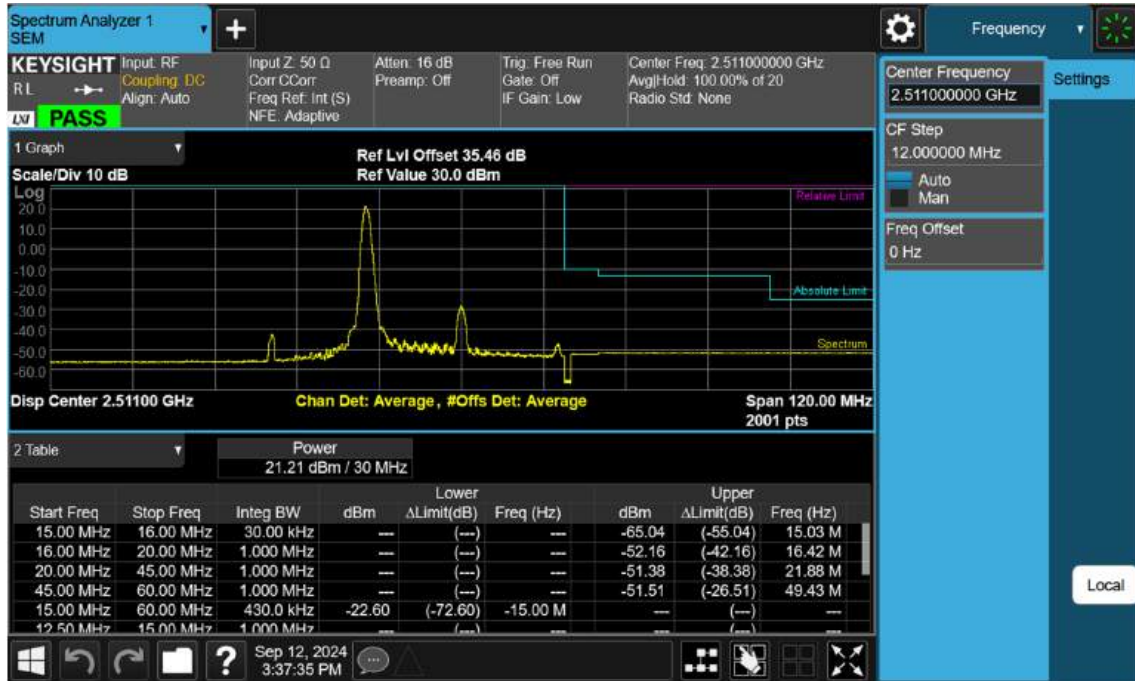 Spectrum Analyzer 1
SEM
Frequency
KEYSIGHT
R L
LXI
PASS
Input: RF
Coupling: DC
Align: Auto
Input Z: 50 Ω
Corr CCorr
Freq Ref: Int (S)
NFE: Adaptive
Atten: 16 dB
Preamp: Off
Trig: Free Run
Gate: Off
IF Gain: Low
Center Freq: 2.511000000 GHz
Avg|Hold: 100.00% of 20
Radio Std: None
Center Frequency
2.511000000 GHz
Settings
CF Step
12.000000 MHz
Auto
Man
Freq Offset
0 Hz
1 Graph
Ref Lvl Offset 35.46 dB
Scale/Div 10 dB
Ref Value 30.0 dBm
Log
Relative Limit
20.0
10.0
0.00
-10.0
-20.0
Absolute Limit
-30.0
-40.0
-50.0
Spectrum
-60.0
Disp Center 2.51100 GHz
Chan Det: Average, #Offs Det: Average
Span 120.00 MHz
2001 pts
2 Table
Power
21.21 dBm / 30 MHz
Lower Upper
Start Freq Stop Freq Integ BW dBm ΔLimit(dB) Freq (Hz) dBm ΔLimit(dB) Freq (Hz)
15.00 MHz 16.00 MHz 30.00 kHz --- (---) --- -65.04 (-55.04) 15.03 M
16.00 MHz 20.00 MHz 1.000 MHz --- (---) --- -52.16 (-42.16) 16.42 M
20.00 MHz 45.00 MHz 1.000 MHz --- (---) --- -51.38 (-38.38) 21.88 M
45.00 MHz 60.00 MHz 1.000 MHz --- (---) --- -51.51 (-26.51) 49.43 M
15.00 MHz 60.00 MHz 430.0 kHz -22.60 (-72.60) -15.00 M --- (---) ---
12.50 MHz 15.00 MHz 1.000 MHz --- (---) --- --- (---) ---
Local
?
Sep 12, 2024
3:37:35 PM